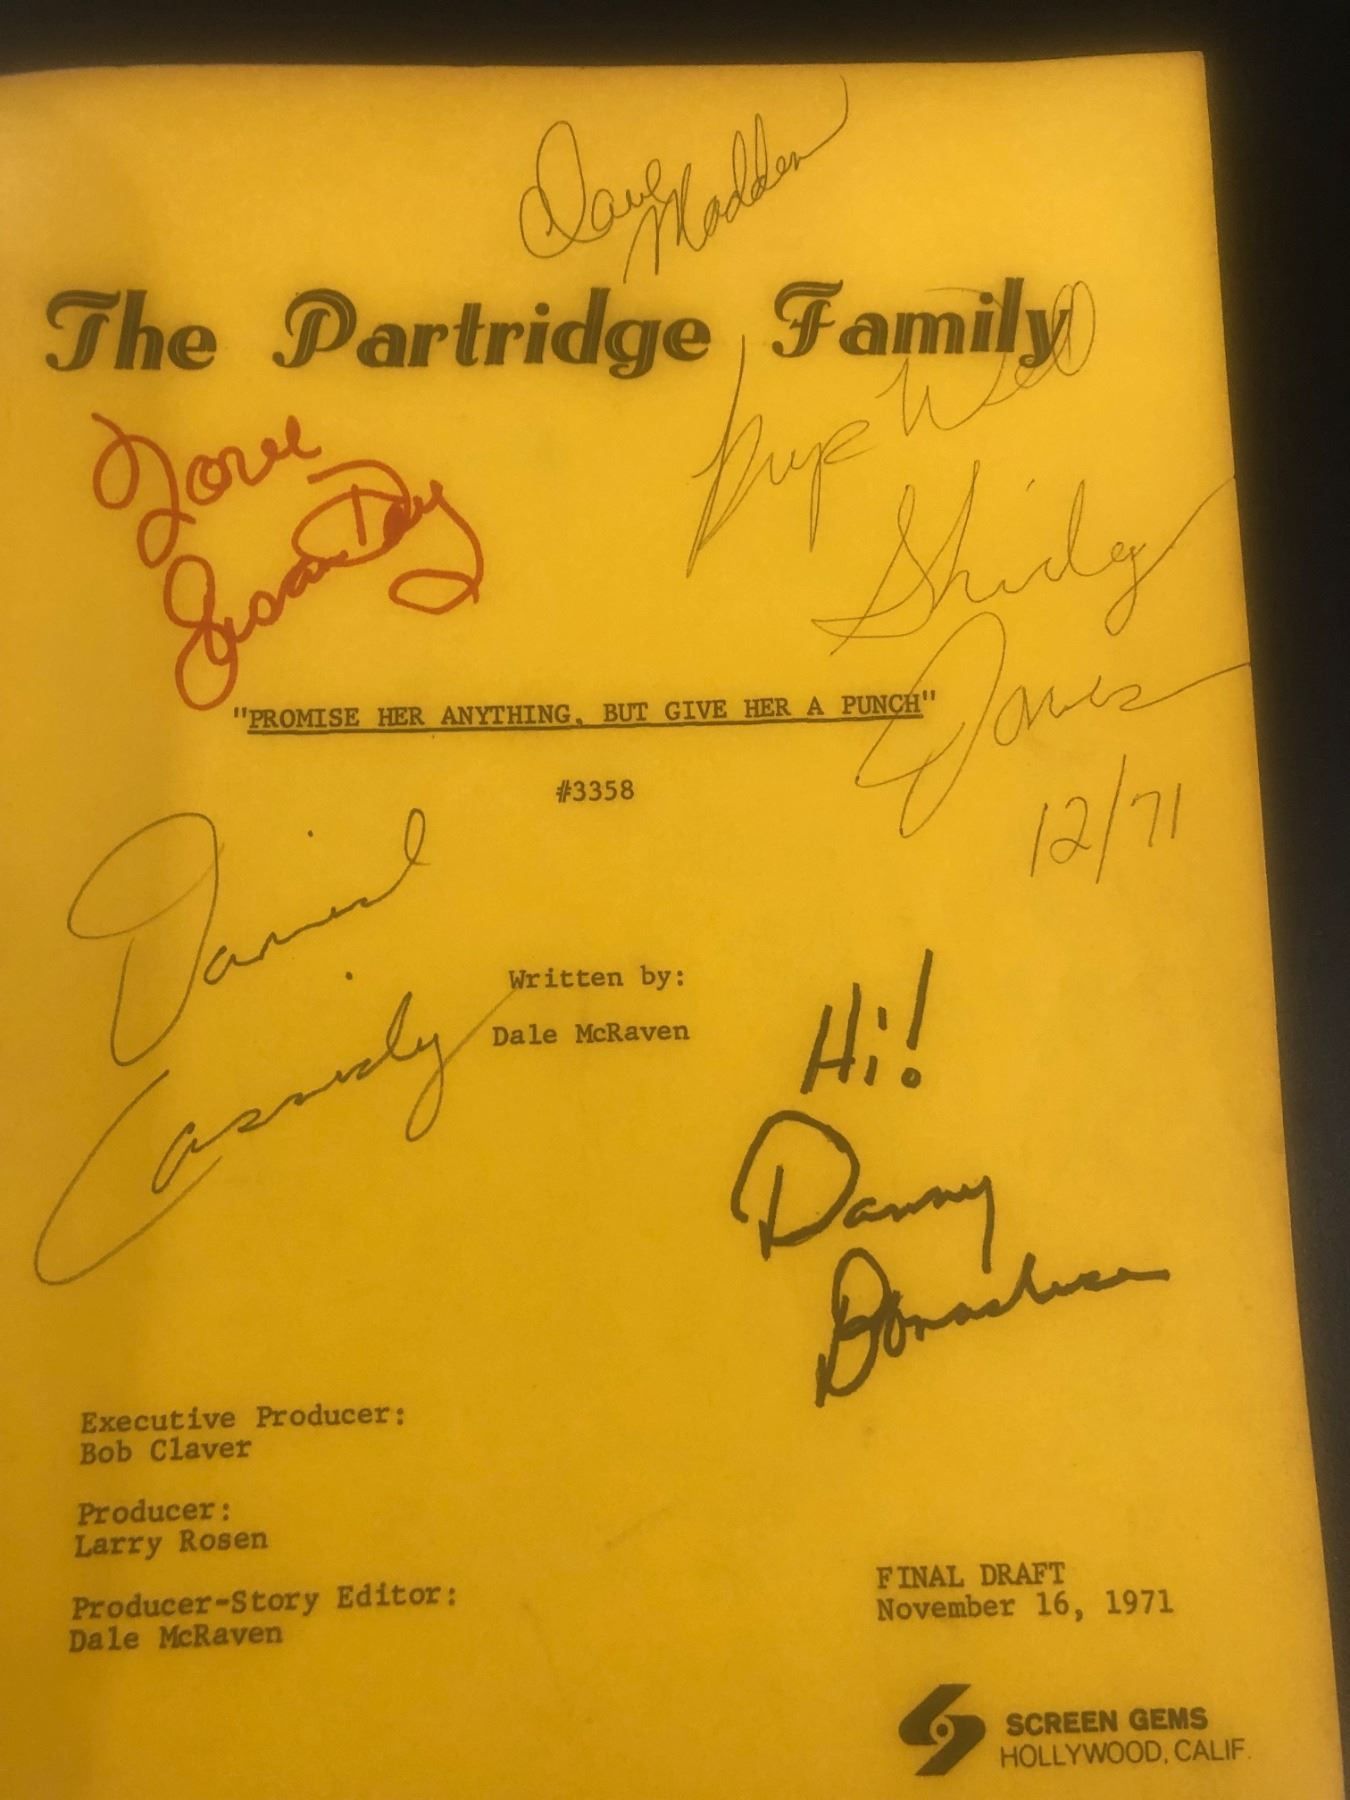 Dave Madden
The Partridge Family
Love
Susan Dey
Keep Well
Shirley
Jones
12/71
"PROMISE HER ANYTHING, BUT GIVE HER A PUNCH"
#3358
David
Cassidy
Written by:
Dale McRaven
Hi!
Danny
Bonaduce
Executive Producer:
Bob Claver
Producer:
Larry Rosen
Producer-Story Editor:
Dale McRaven
FINAL DRAFT
November 16, 1971
SCREEN GEMS
HOLLYWOOD, CALIF.